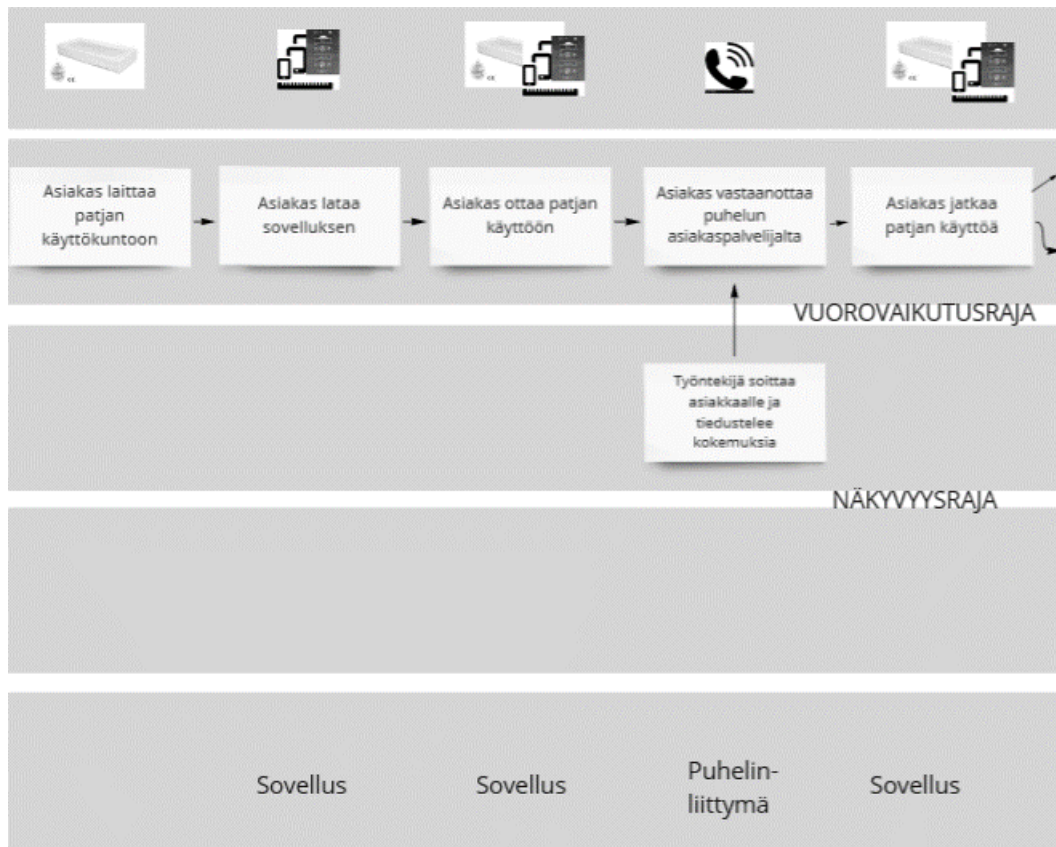 Asiakas laittaa
patjan
käyttökuntoon
Asiakas lataa
sovelluksen
Asiakas ottaa patjan
käyttöön
Asiakas vastaanottaa
puhelun
asiakaspalvelijalta
Asiakas jatkaa
patjan käyttöä
VUOROVAIKUTUSRAJA
Työntekijä soittaa
asiakkaalle ja
tiedustelee
kokemuksia
NÄKYVYYSRAJA
Sovellus
Sovellus
Puhelin-
liittymä
Sovellus